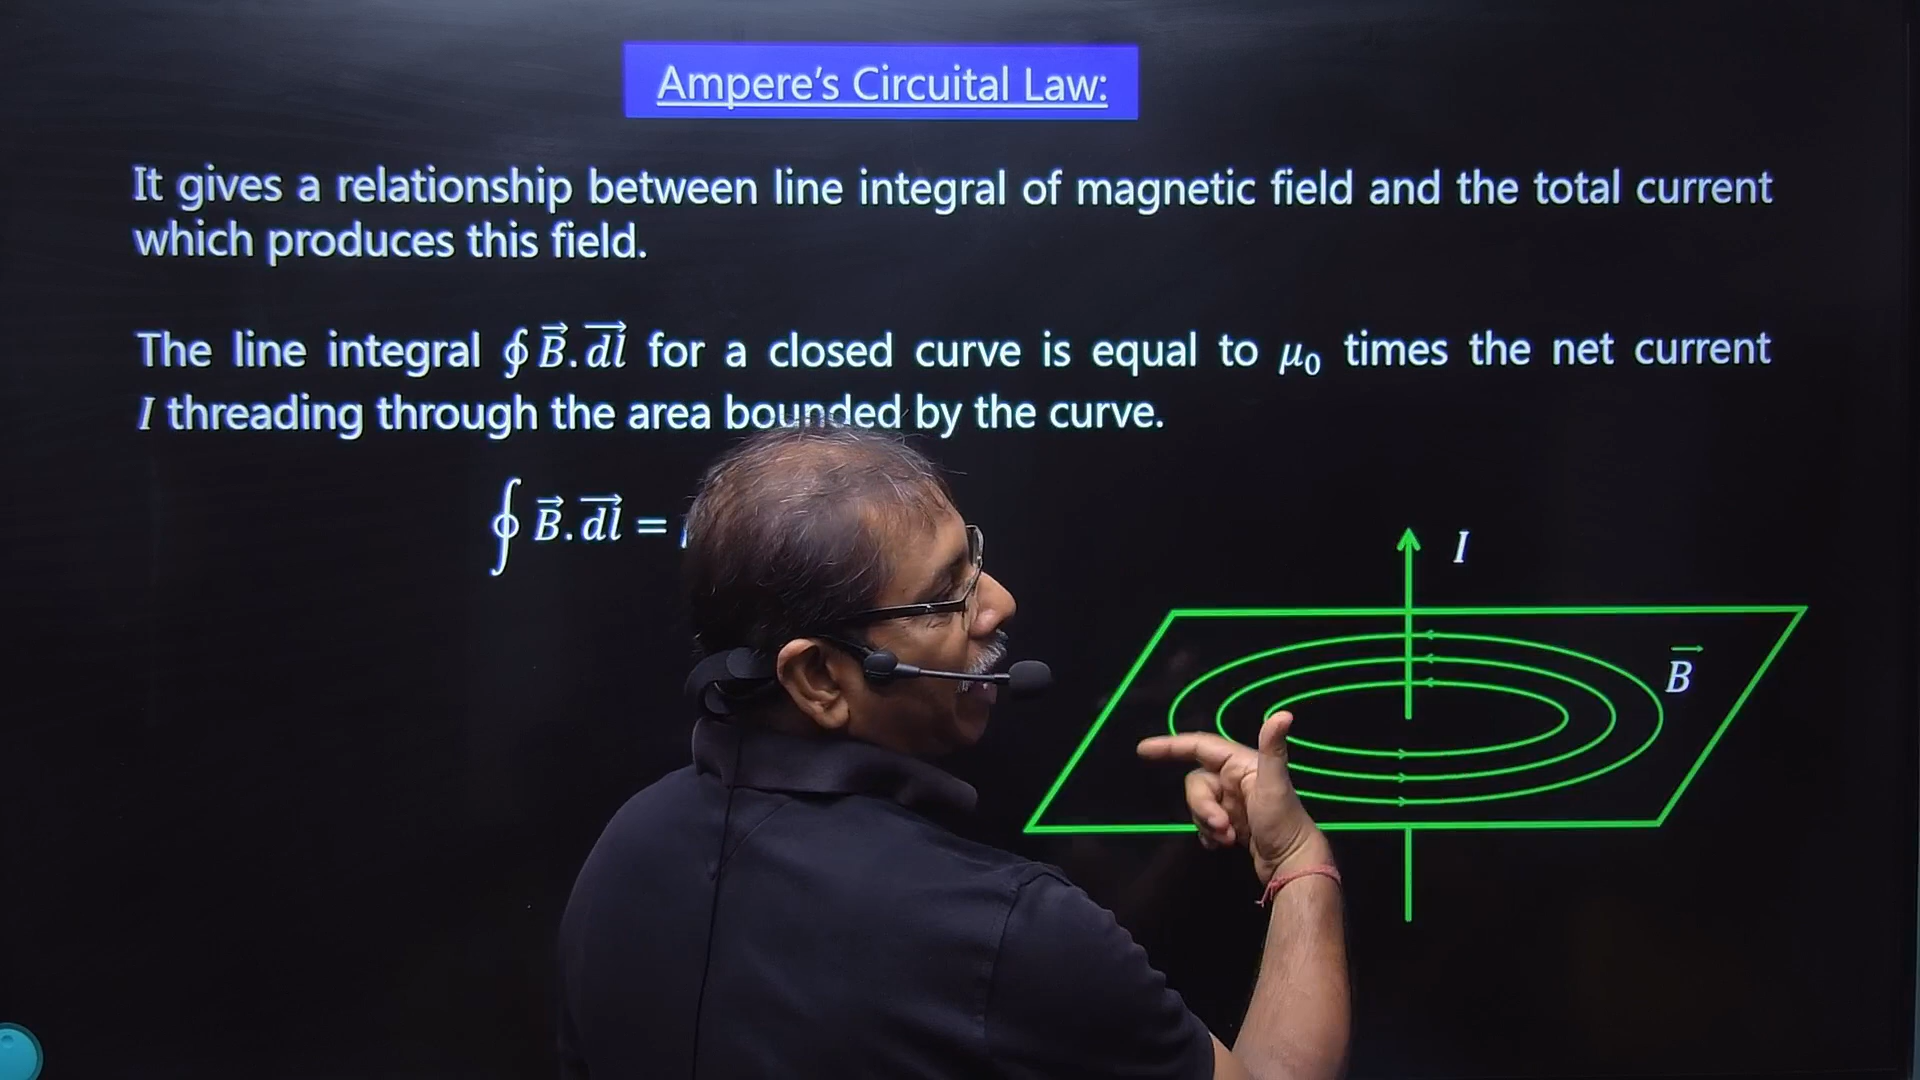 Ampere's Circuital Law:
It gives a relationship between line integral of magnetic field and the total current
which produces this field.
The line integral ∮ B⃗. dl⃗ for a closed curve is equal to μ₀ times the net current
I threading through the area bounded by the curve.
∮ B⃗. dl⃗ =
I
B⃗